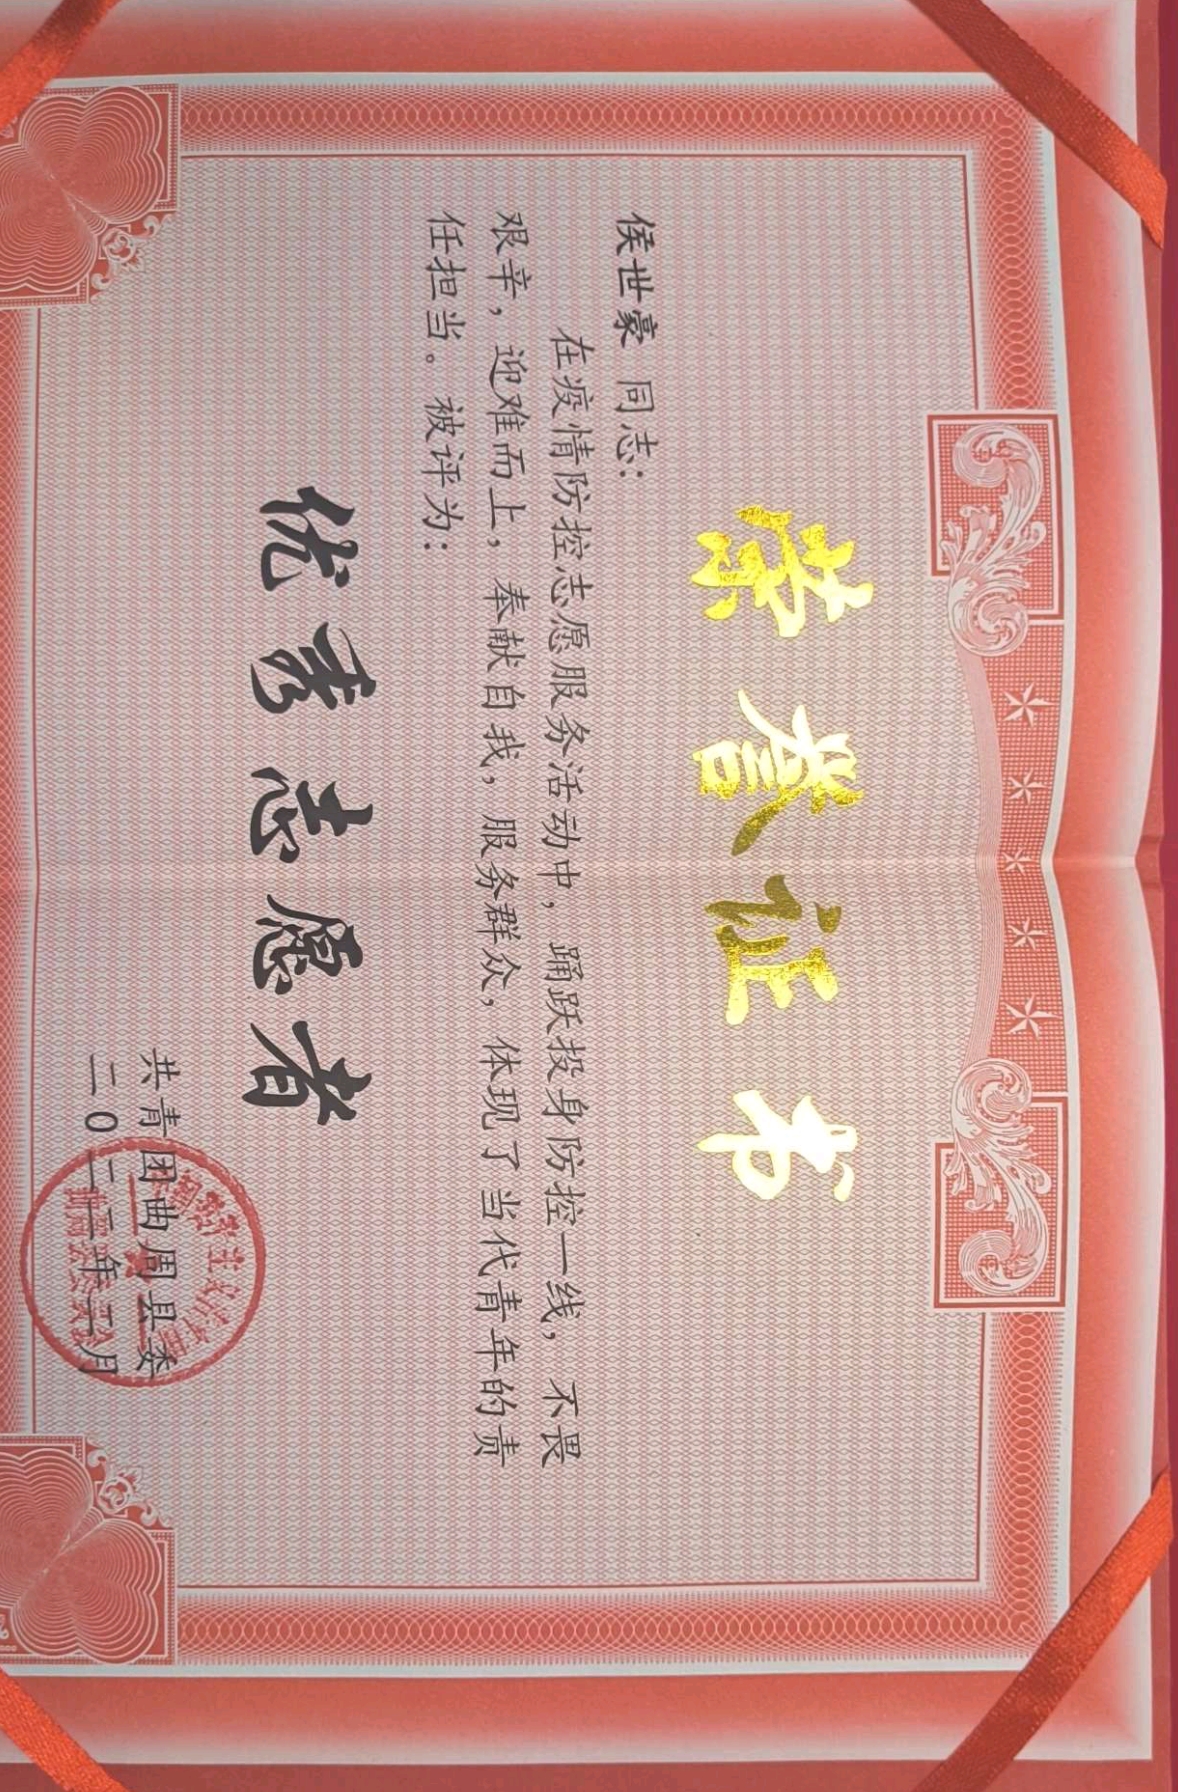 荣誉证书
侯世豪 同志:
在疫情防控志愿服务活动中，踊跃投身防控一线，不畏
艰辛，迎难而上，奉献自我，服务群众，体现了当代青年的责
任担当。被评为:
优秀志愿者
共青团曲周县委
二〇二二年二月